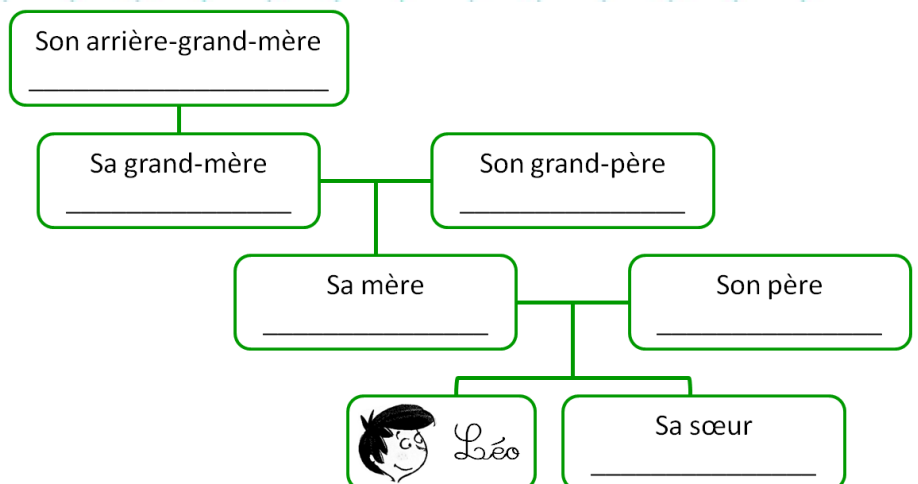 Son arrière-grand-mère
Sa grand-mère
Son grand-père
Sa mère
Son père
Léo
Sa sœur